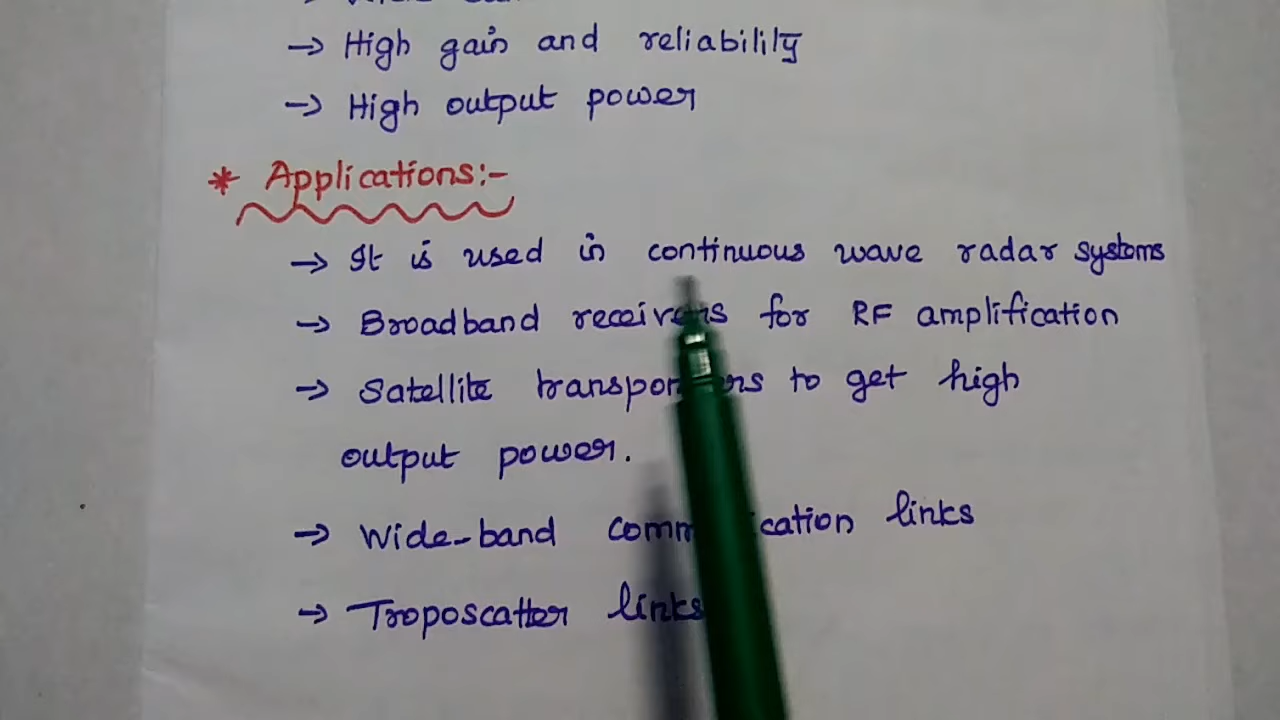 → High gain and reliability
→ High output power
* Applications:-
→ It is used in continuous wave radar systems
→ Broadband receivers for RF amplification
→ Satellite to get high
output power.
→ Wide-band links
→ Troposcatter links